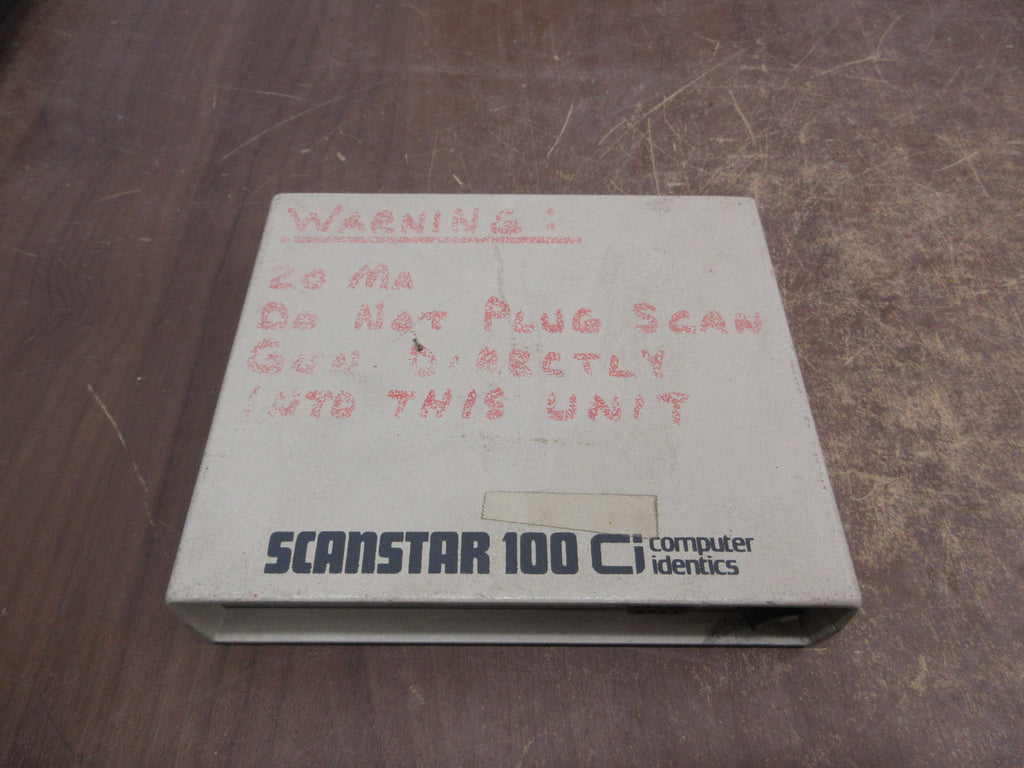 WARNING:
20 MA
DO NOT PLUG SCAN
GUN DIRECTLY
INTO THIS UNIT
SCANSTAR 100 Ci computer
identics